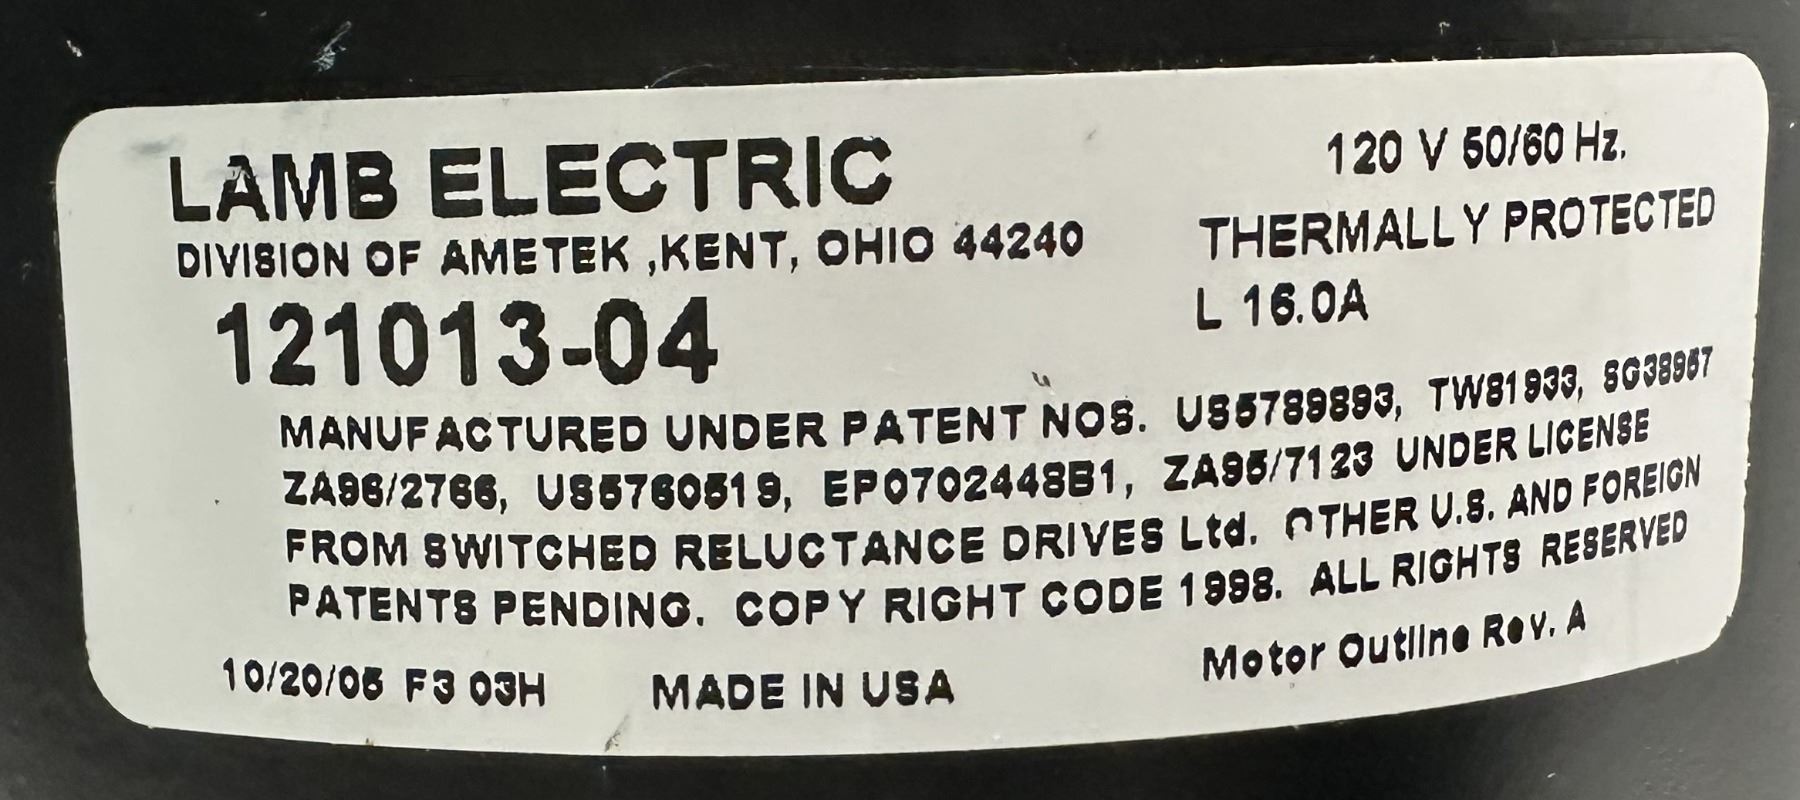 LAMB ELECTRIC
DIVISION OF AMETEK ,KENT, OHIO 44240
121013-04
120 V 50/60 Hz.
THERMALLY PROTECTED
L 16.0A
MANUFACTURED UNDER PATENT NOS. US5789893, TW81933, SG38957
ZA96/2766, US5760519, EP0702448B1, ZA95/7123 UNDER LICENSE
FROM SWITCHED RELUCTANCE DRIVES Ltd. OTHER U.S. AND FOREIGN
PATENTS PENDING. COPY RIGHT CODE 1998. ALL RIGHTS RESERVED
10/20/05 F3 03H MADE IN USA Motor Outline Rev. A